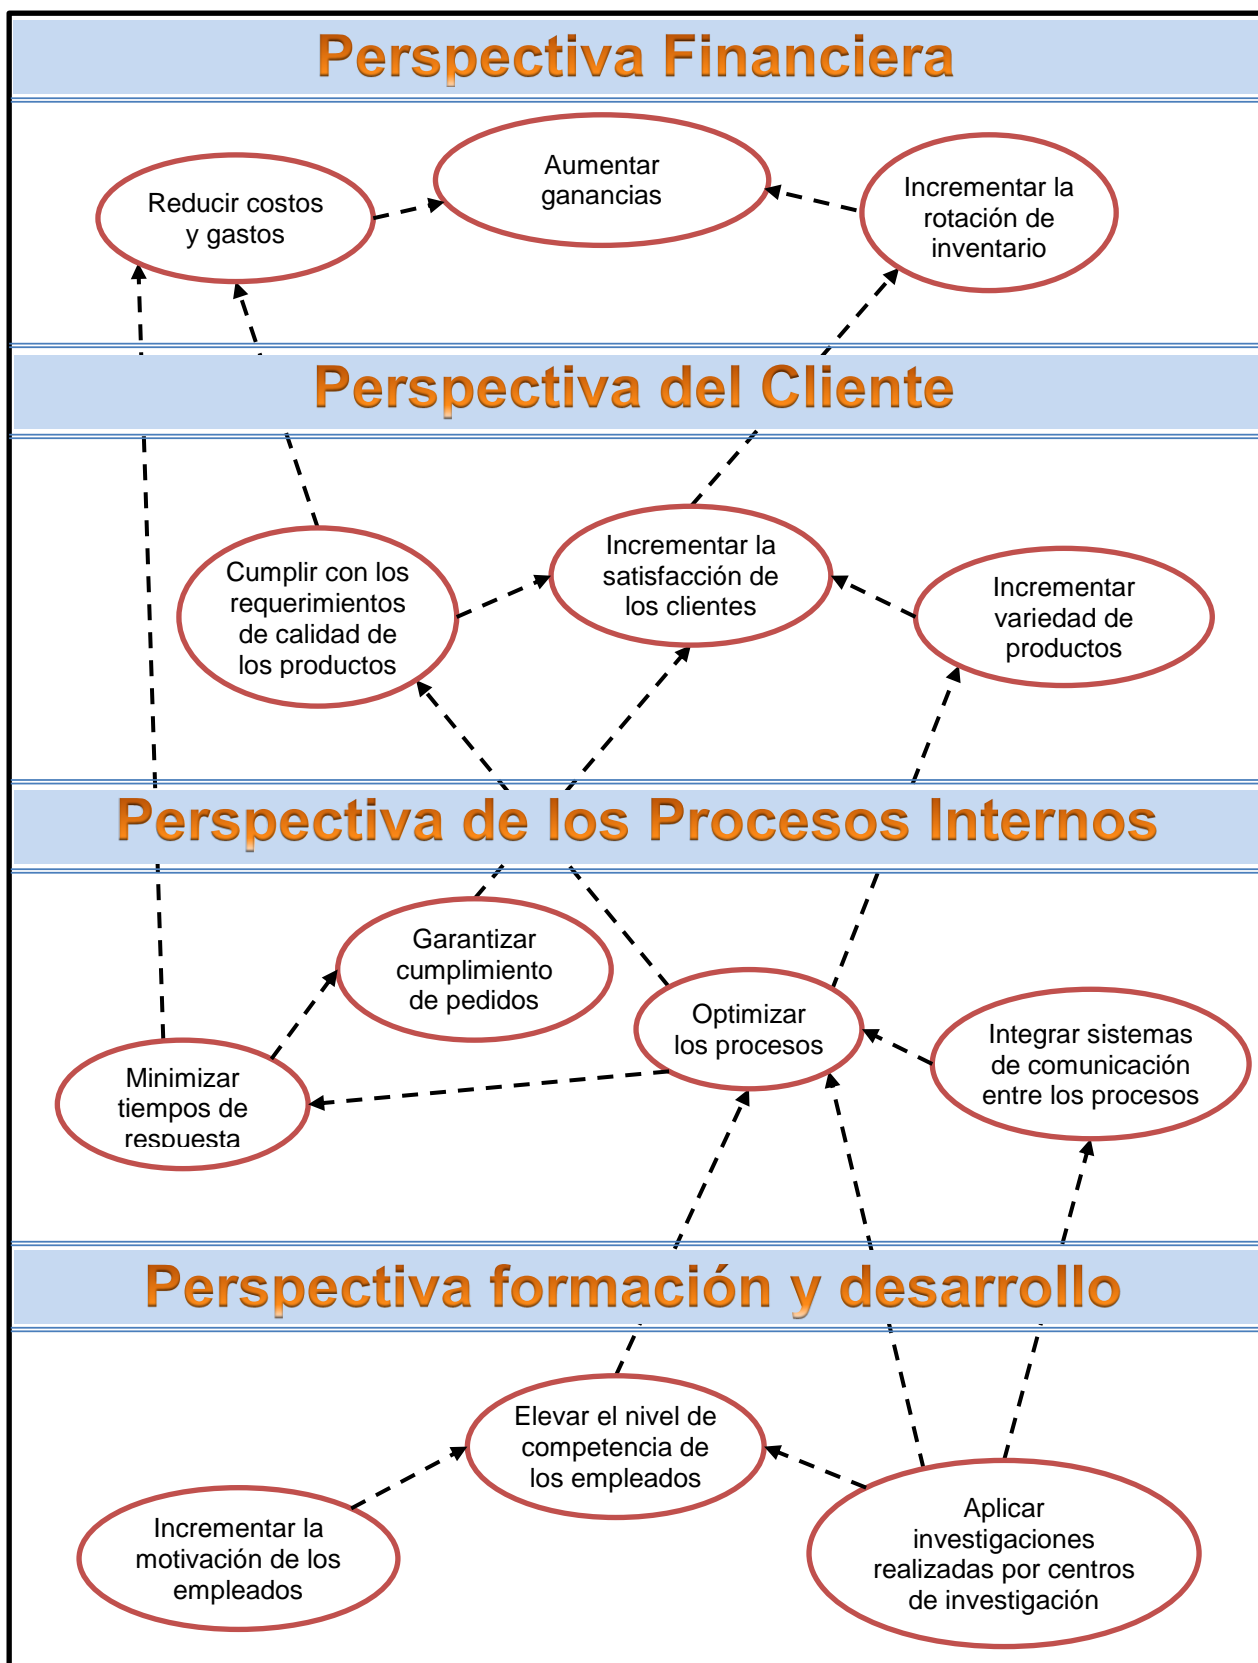 Perspectiva Financiera
Reducir costos
y gastos
Aumentar
ganancias
Incrementar la
rotación de
inventario
Perspectiva del Cliente
Cumplir con los
requerimientos
de calidad de
los productos
Incrementar la
satisfacción de
los clientes
Incrementar
variedad de
productos
Perspectiva de los Procesos Internos
Garantizar
cumplimiento
de pedidos
Minimizar
tiempos de
respuesta
Optimizar
los procesos
Integrar sistemas
de comunicación
entre los procesos
Perspectiva formación y desarrollo
Elevar el nivel de
competencia de
los empleados
Incrementar la
motivación de los
empleados
Aplicar
investigaciones
realizadas por centros
de investigación